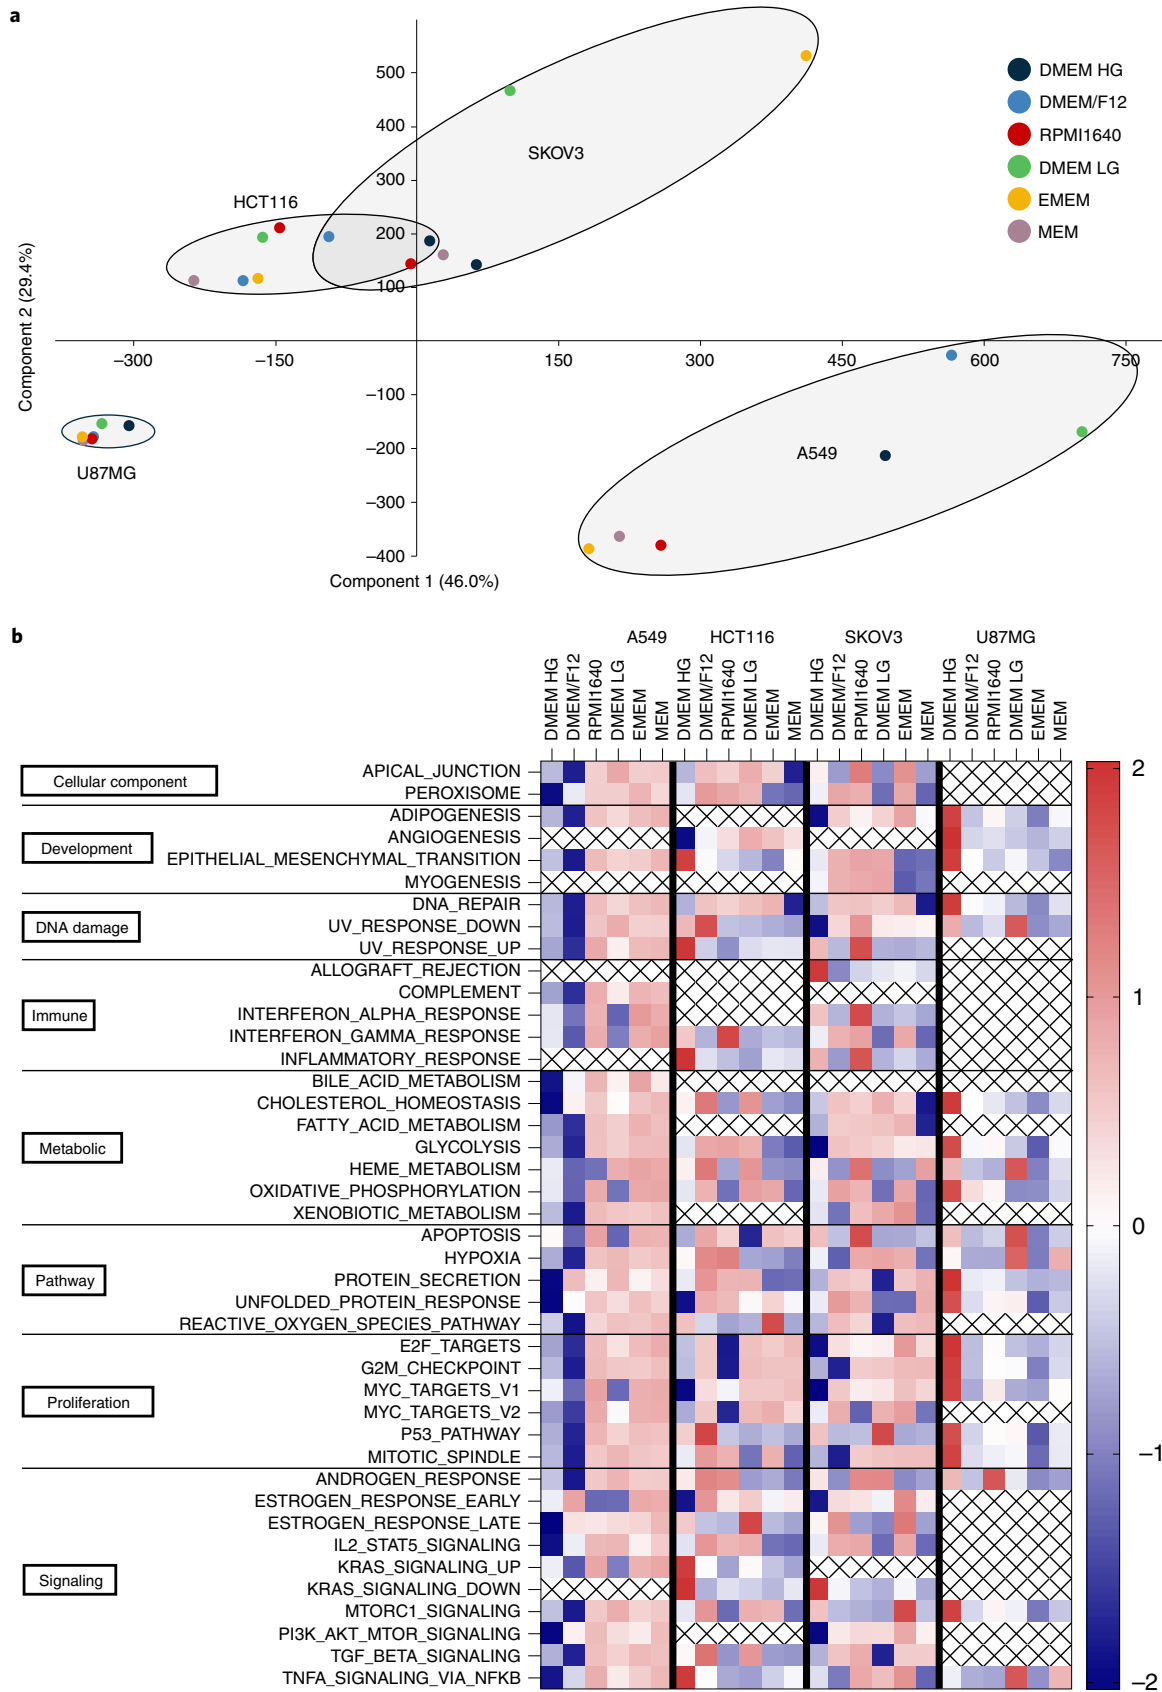 a
500
400
300
200
100
−100
−200
−300
−400
−300
−150
150
300
450
600
750
Component 2 (29.4%)
Component 1 (46.0%)
SKOV3
HCT116
U87MG
A549
DMEM HG
DMEM/F12
RPMI1640
DMEM LG
EMEM
MEM
b
A549
HCT116
SKOV3
U87MG
DMEM HG
DMEM/F12
RPMI1640
DMEM LG
EMEM
MEM
DMEM HG
DMEM/F12
RPMI1640
DMEM LG
EMEM
MEM
DMEM HG
DMEM/F12
RPMI1640
DMEM LG
EMEM
MEM
DMEM HG
DMEM/F12
RPMI1640
DMEM LG
EMEM
MEM
Cellular component
APICAL_JUNCTION
PEROXISOME
Development
ADIPOGENESIS
ANGIOGENESIS
EPITHELIAL_MESENCHYMAL_TRANSITION
MYOGENESIS
DNA damage
DNA_REPAIR
UV_RESPONSE_DOWN
UV_RESPONSE_UP
Immune
ALLOGRAFT_REJECTION
COMPLEMENT
INTERFERON_ALPHA_RESPONSE
INTERFERON_GAMMA_RESPONSE
INFLAMMATORY_RESPONSE
Metabolic
BILE_ACID_METABOLISM
CHOLESTEROL_HOMEOSTASIS
FATTY_ACID_METABOLISM
GLYCOLYSIS
HEME_METABOLISM
OXIDATIVE_PHOSPHORYLATION
XENOBIOTIC_METABOLISM
Pathway
APOPTOSIS
HYPOXIA
PROTEIN_SECRETION
UNFOLDED_PROTEIN_RESPONSE
REACTIVE_OXYGEN_SPECIES_PATHWAY
Proliferation
E2F_TARGETS
G2M_CHECKPOINT
MYC_TARGETS_V1
MYC_TARGETS_V2
P53_PATHWAY
MITOTIC_SPINDLE
Signaling
ANDROGEN_RESPONSE
ESTROGEN_RESPONSE_EARLY
ESTROGEN_RESPONSE_LATE
IL2_STAT5_SIGNALING
KRAS_SIGNALING_UP
KRAS_SIGNALING_DOWN
MTORC1_SIGNALING
PI3K_AKT_MTOR_SIGNALING
TGF_BETA_SIGNALING
TNFA_SIGNALING_VIA_NFKB
2
1
0
−1
−2